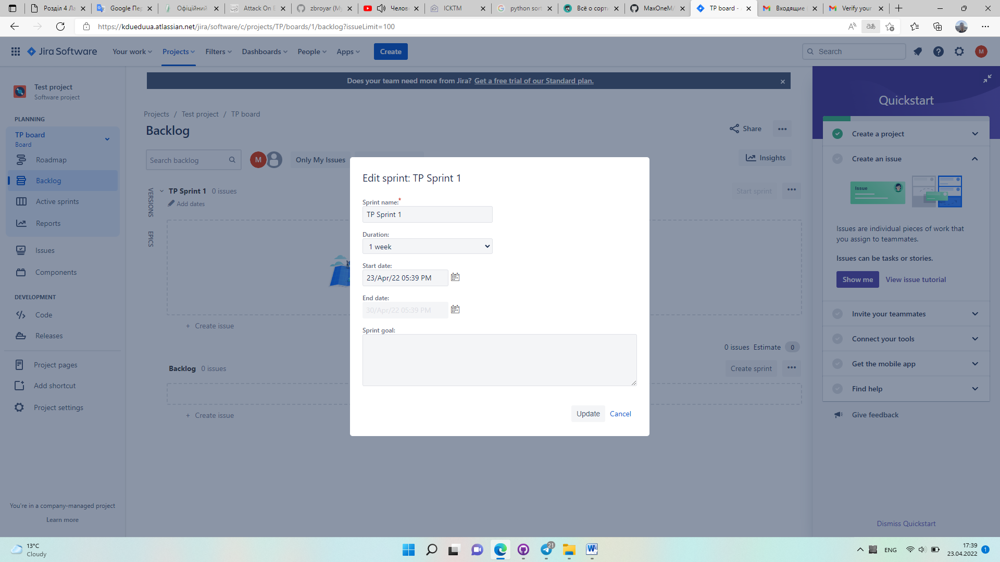 Розділ 4 Ла
Google Пер
Офіційний
Attack On
zbroyar (My
Челов
ІСКТМ
python sort
Всё о сорт
MaxOneM/
TP board -
Входящие
Verify your
https://kdueduua.atlassian.net/jira/software/c/projects/TP/boards/1/backlog?issueLimit=100
Jira Software
Your work
Projects
Filters
Dashboards
People
Apps
Create
Search
M
Test project
Software project
PLANNING
TP board
Board
Roadmap
Backlog
Active sprints
Reports
Issues
Components
DEVELOPMENT
Code
Releases
Project pages
Add shortcut
Project settings
You're in a company-managed project
Learn more
Does your team need more from Jira? Get a free trial of our Standard plan.
Projects / Test project / TP board
Backlog
Share
Search backlog
M
Only My Issues
Insights
VERSIONS
EPICS
TP Sprint 1 0 issues
Add dates
Start sprint
+ Create issue
0 issues Estimate 0
Backlog 0 issues
Create sprint
+ Create issue
Edit sprint: TP Sprint 1
Sprint name:*
TP Sprint 1
Duration:
1 week
Start date:
23/Apr/22 05:39 PM
End date:
30/Apr/22 05:39 PM
Sprint goal:
Update
Cancel
Quickstart
Create a project
Create an issue
Issue
Issues are individual pieces of work that
you assign to teammates.
Issues can be tasks or stories.
Show me
View issue tutorial
Invite your teammates
Connect your tools
Get the mobile app
Find help
Give feedback
Dismiss Quickstart
13°C
Cloudy
21
ENG
17:39
23.04.2022
1